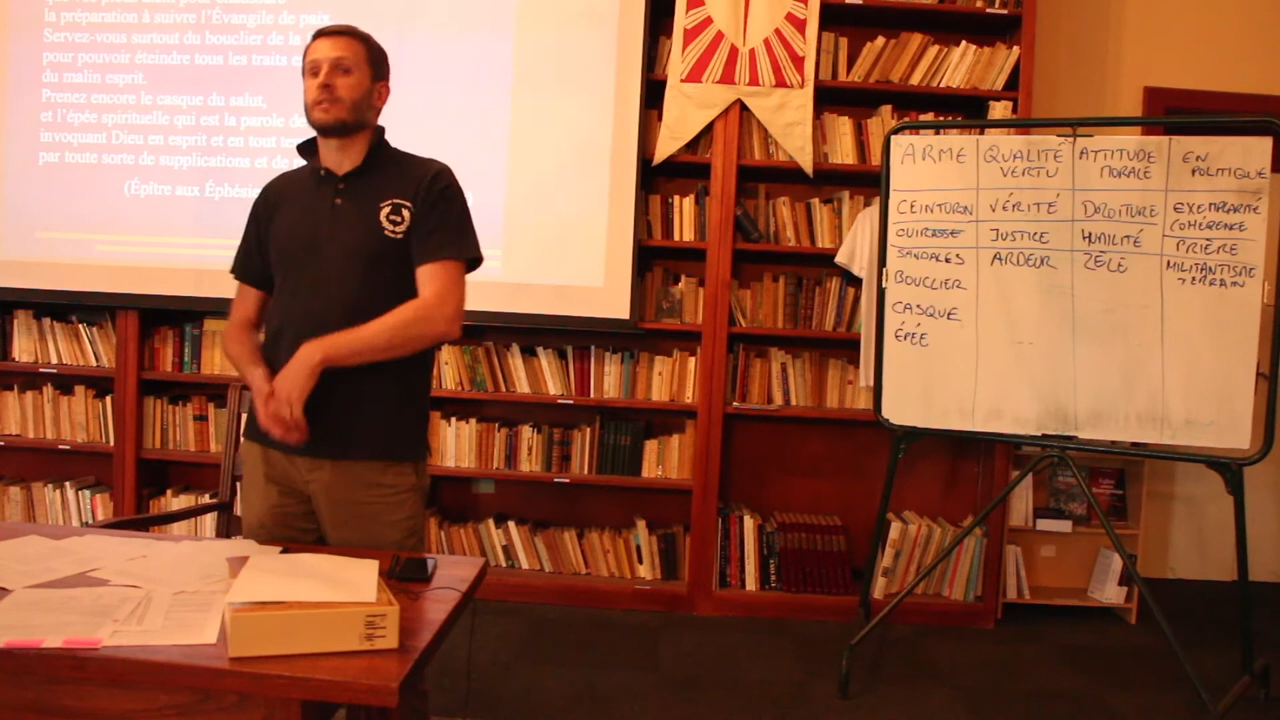 la préparation à suivre l'Évangile de paix.
Servez-vous surtout du bouclier de la
pour pouvoir éteindre tous les traits
du malin esprit.
Prenez encore le casque du salut,
et l'épée spirituelle qui est la parole de
invoquant Dieu en esprit et en tout
par toute sorte de supplications et de
(Épître aux
ARME QUALITÉ VERTU ATTITUDE MORALE EN POLITIQUE
CEINTURON VÉRITÉ DROITURE EXEMPLARITÉ COHÉRENCE
CUIRASSE JUSTICE HUMILITÉ PRIÈRE
SANDALES ARDEUR ZÈLE MILITANTISME TERRAIN
BOUCLIER
CASQUE
ÉPÉE
Bible